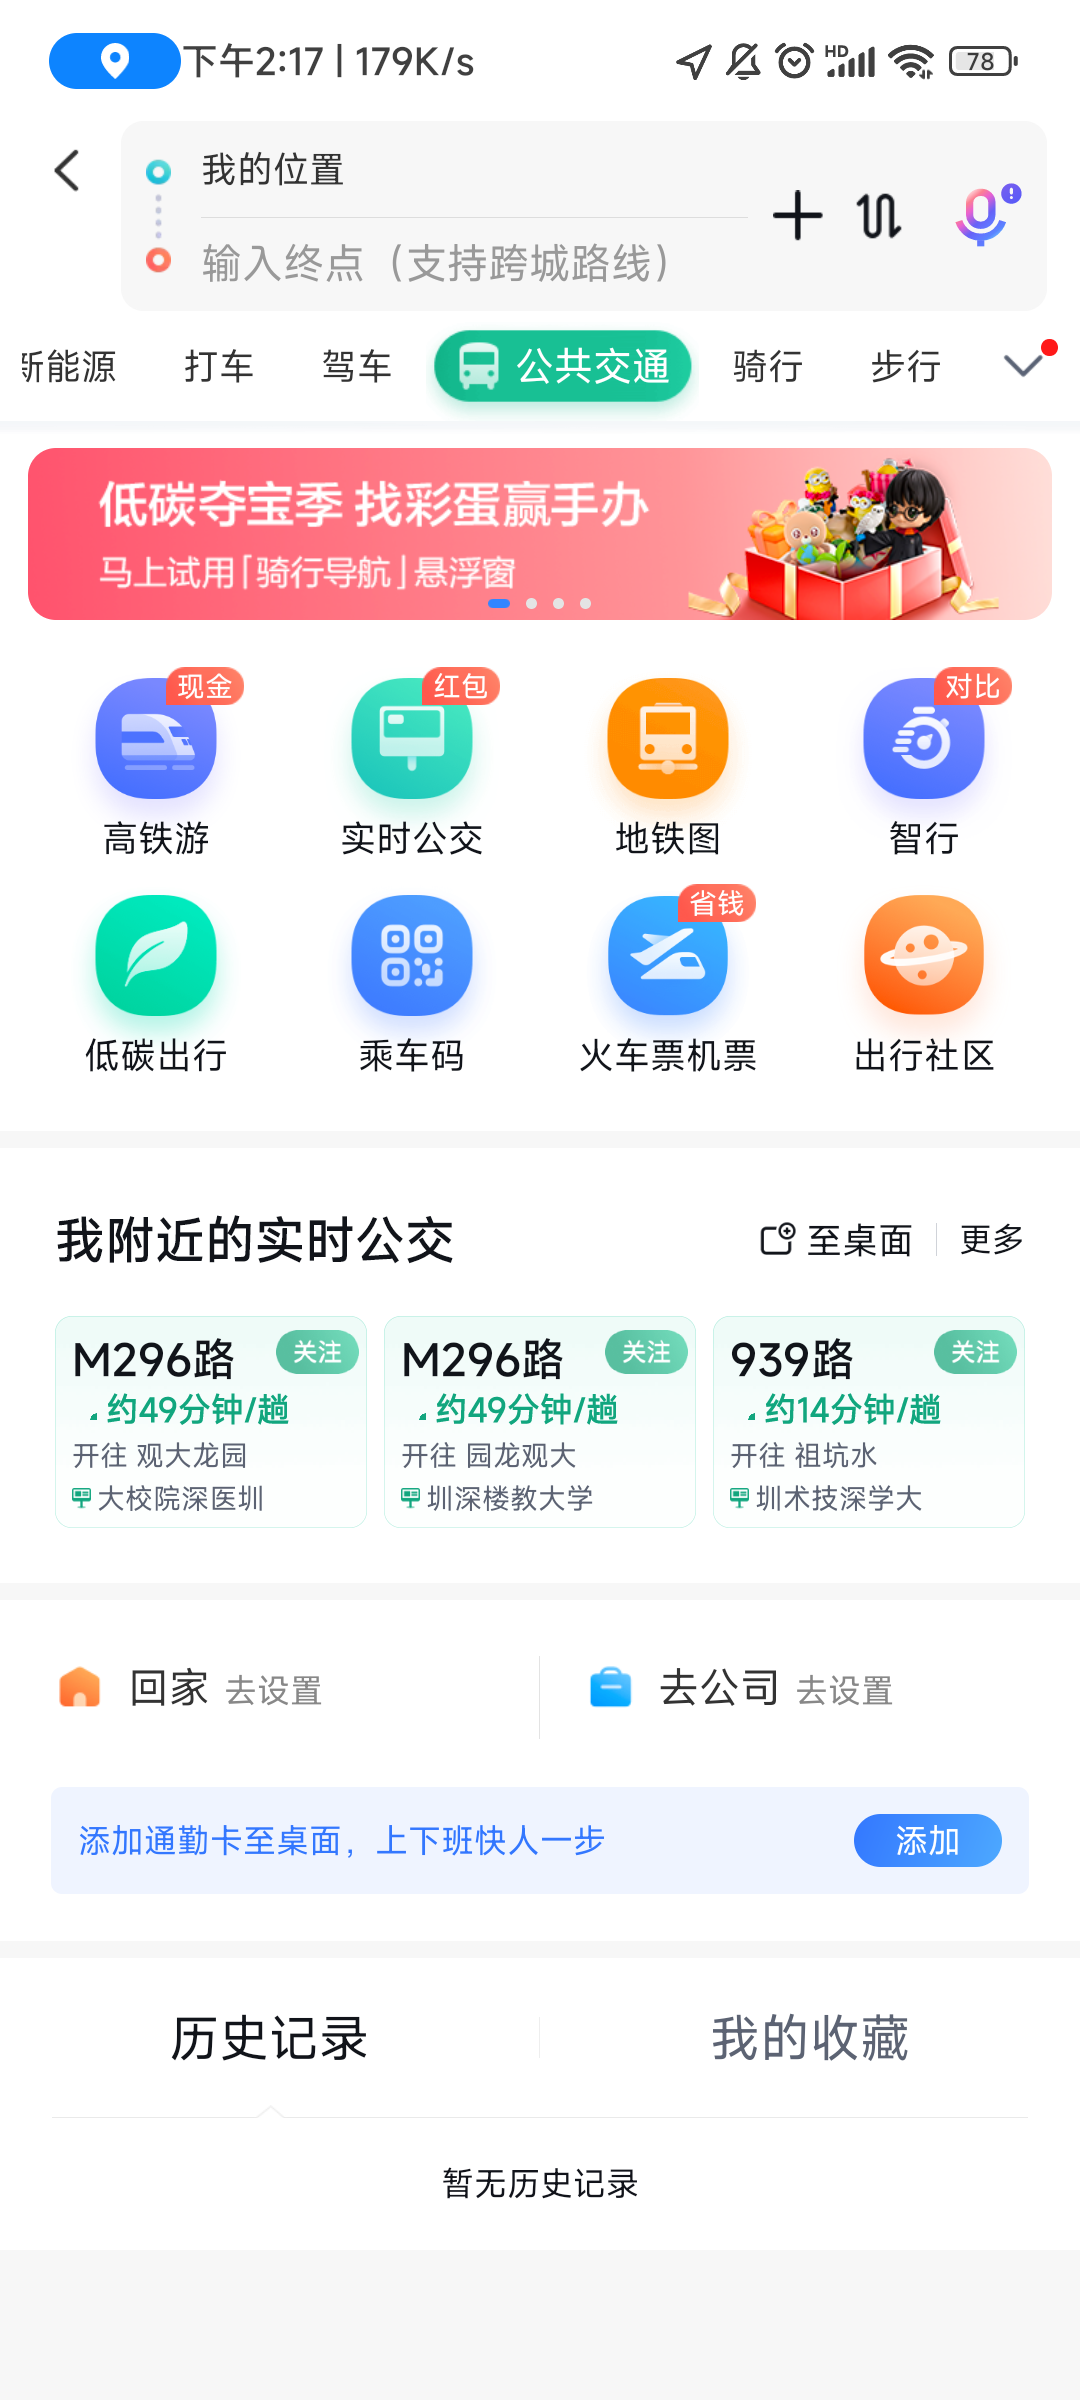 下午2:17 | 179K/s
HD
78
我的位置
输入终点（支持跨城路线）
新能源
打车
驾车
公共交通
骑行
步行
低碳夺宝季 找彩蛋赢手办
马上试用「骑行导航」悬浮窗
现金
红包
对比
高铁游
实时公交
地铁图
智行
省钱
低碳出行
乘车码
火车票机票
出行社区
我附近的实时公交
至桌面
更多
M296路
关注
约49分钟/趟
开往 观大龙园
大校院深医圳
M296路
关注
约49分钟/趟
开往 园龙观大
圳深楼教大学
939路
关注
约14分钟/趟
开往 祖坑水
圳术技深学大
回家 去设置
去公司 去设置
添加通勤卡至桌面，上下班快人一步
添加
历史记录
我的收藏
暂无历史记录